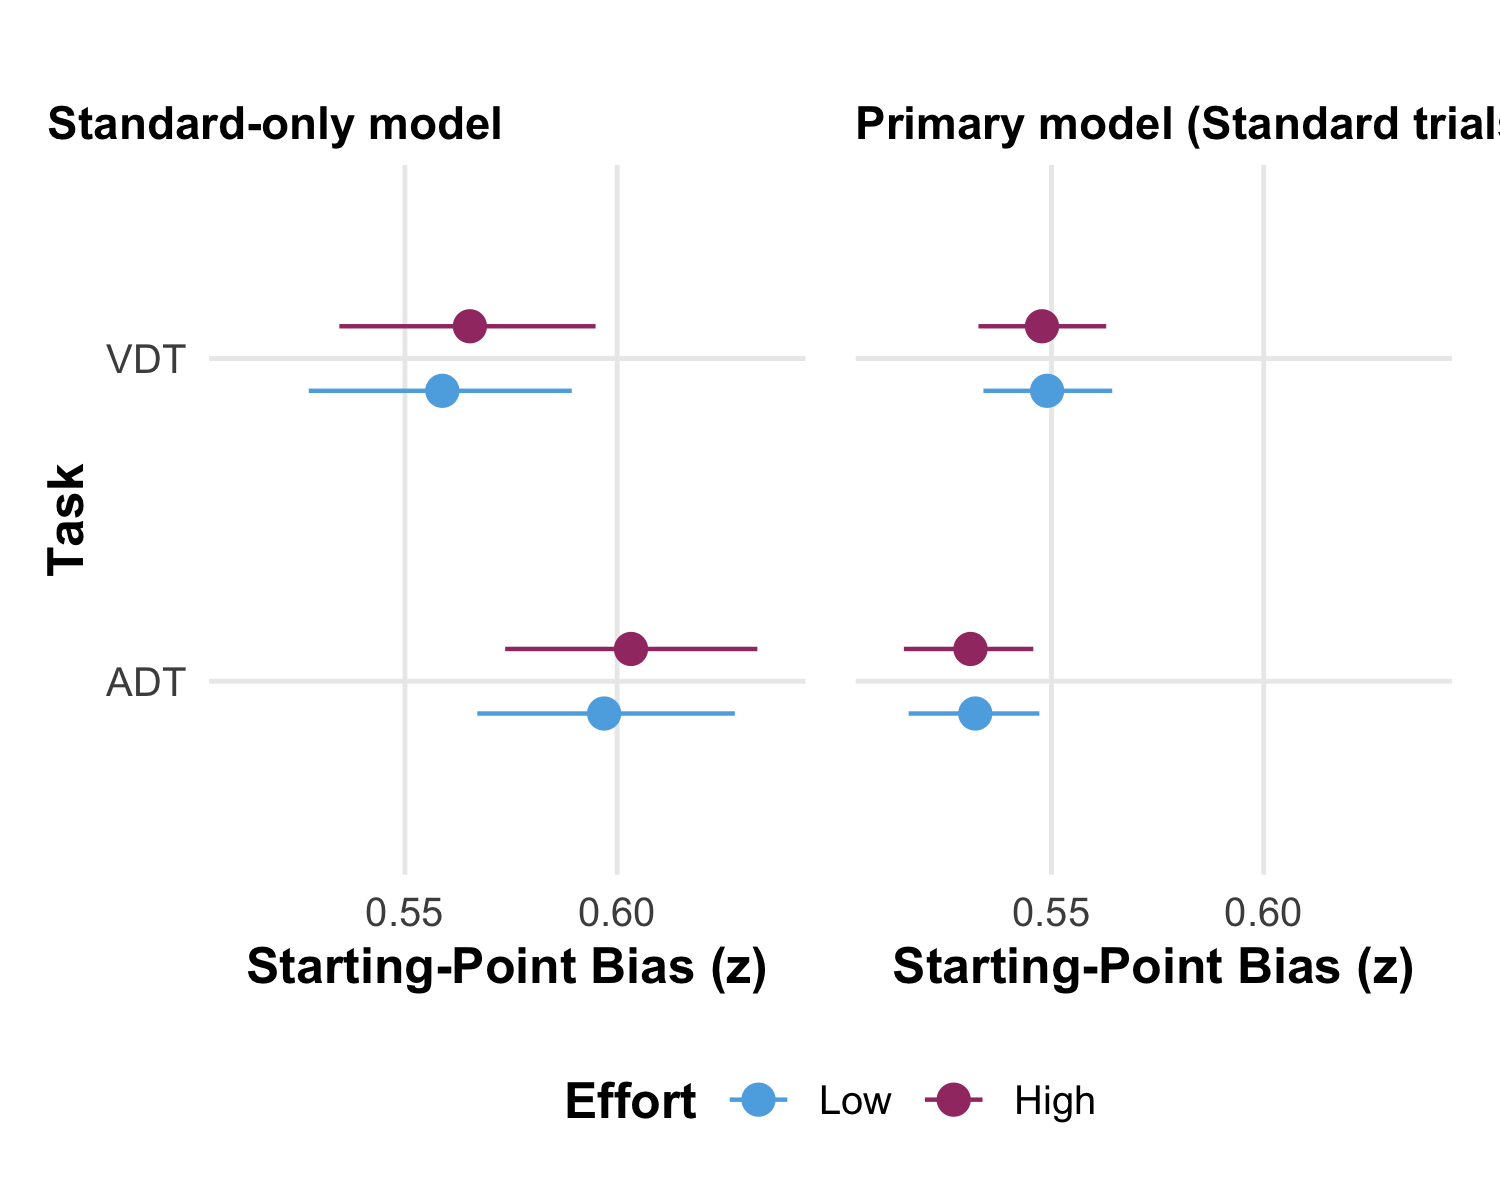 Standard-only model
Primary model (Standard trials
VDT
ADT
Task
0.55 0.60
0.55 0.60
Starting-Point Bias (z)
Starting-Point Bias (z)
Effort Low High